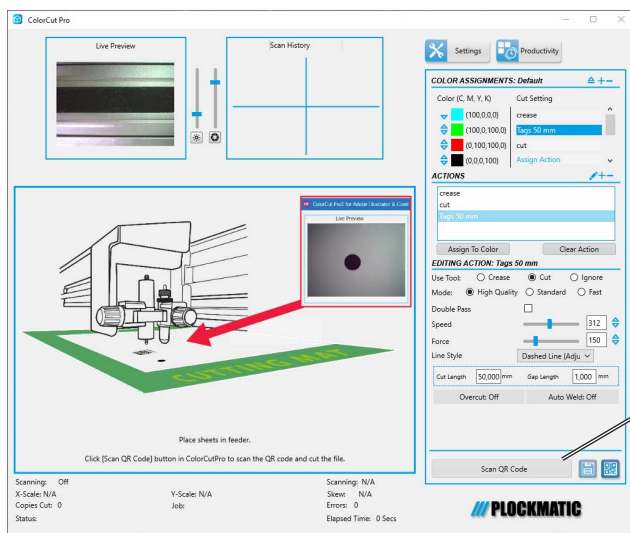 ColorCut Pro
Live Preview
Scan History
Settings
Productivity
COLOR ASSIGNMENTS: Default
Color (C, M, Y, K) Cut Setting
(100,0,0,0) crease
(100,0,100,0) Tags 50 mm
(0,100,100,0) cut
(0,0,0,100) Assign Action
ACTIONS
crease
cut
Tags 50 mm
Assign To Color Clear Action
EDITING ACTION: Tags 50 mm
Use Tool: Crease Cut Ignore
Mode: High Quality Standard Fast
Double Pass
Speed 312
Force 150
Line Style Dashed Line (Adju
Cut Length 50,000 mm Gap Length 1,000 mm
Overcut: Off Auto Weld: Off
Scan QR Code
ColorCut Pro3 for Adobe Illustrator & Corel
Live Preview
CUTTING MAT
Place sheets in feeder.
Click [Scan QR Code] button in ColorCutPro to scan the QR code and cut the file.
Scanning: Off Scanning: N/A
X-Scale: N/A Y-Scale: N/A Skew: N/A
Copies Cut: 0 Job: Errors: 0
Status: Elapsed Time: 0 Secs
PLOCKMATIC